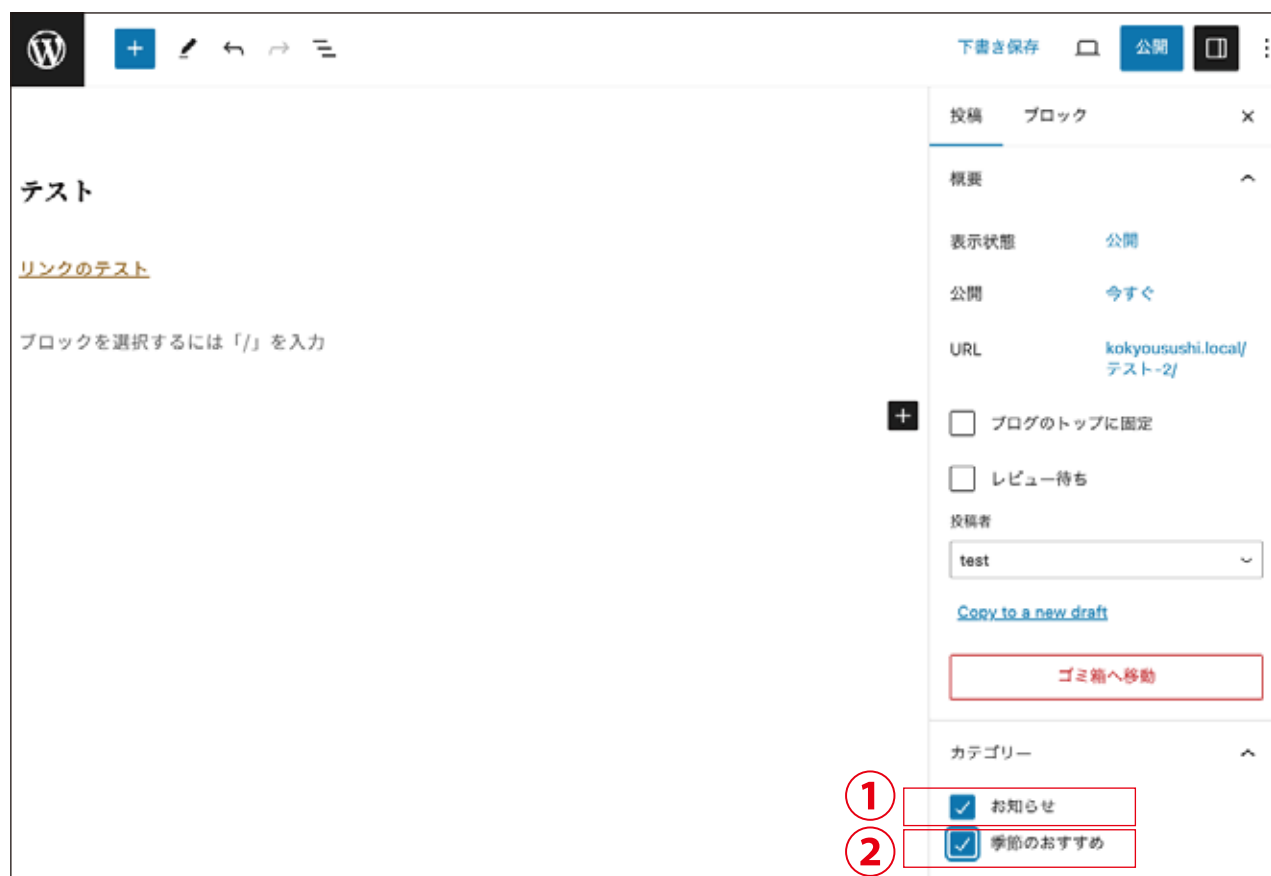 下書き保存
公開
投稿 ブロック
テスト
リンクのテスト
ブロックを選択するには「/」を入力
概要
表示状態 公開
公開 今すぐ
URL kokyousushi.local/
テスト-2/
ブログのトップに固定
レビュー待ち
投稿者
test
Copy to a new draft
ゴミ箱へ移動
カテゴリー
① お知らせ
② 季節のおすすめ